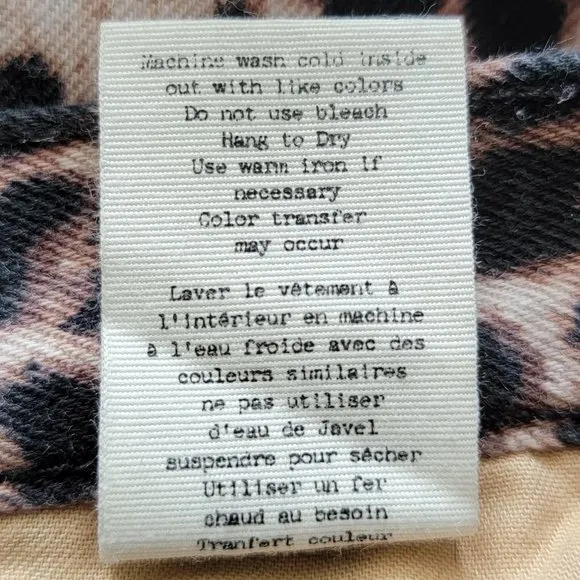 Machine wash cold inside
out with like colors
Do not use bleach
Hang to Dry
Use warm iron if
necessary
Color transfer
may occur
Laver le vêtement à
l'intérieur en machine
à l'eau froide avec des
couleurs similaires
ne pas utiliser
d'eau de Javel
suspendre pour sécher
Utiliser un fer
chaud au besoin
Tranfert couleur